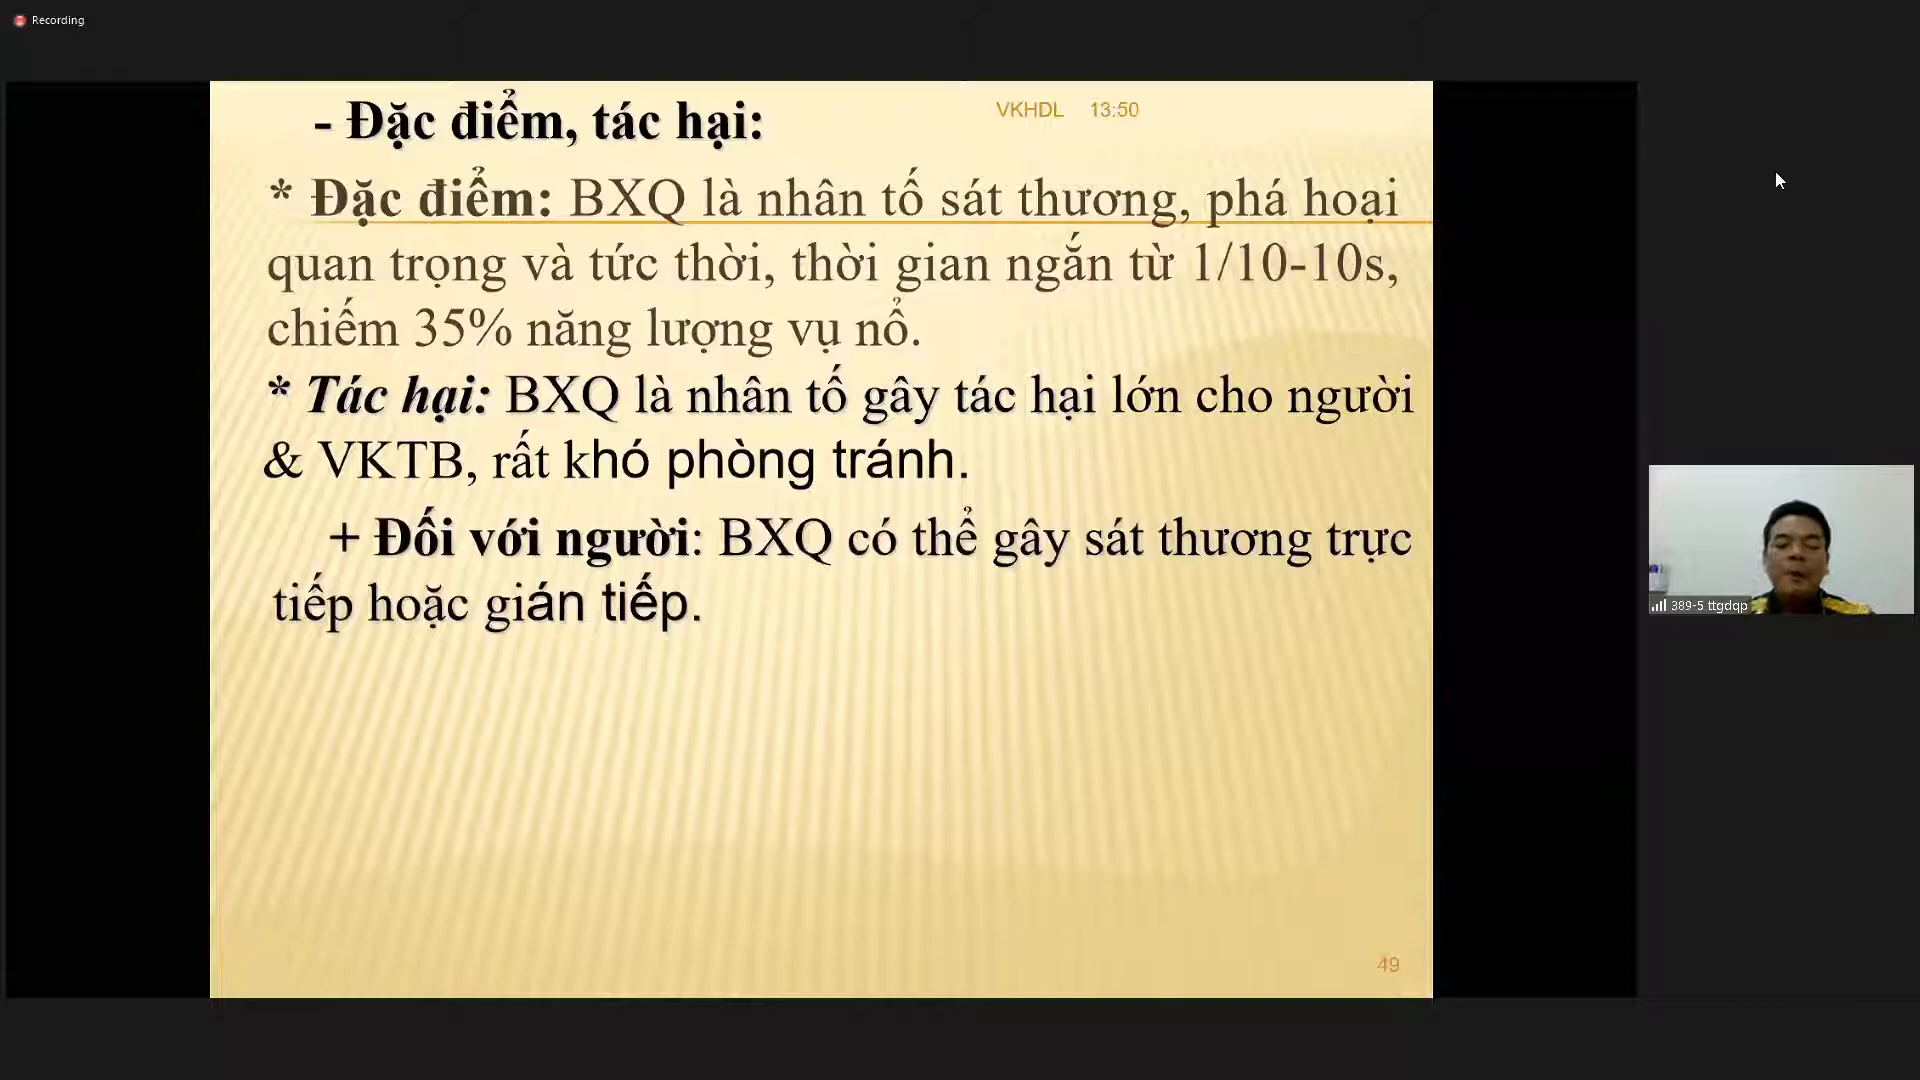 Recording
- Đặc điểm, tác hại:
VKHDL 13:50
* Đặc điểm: BXQ là nhân tố sát thương, phá hoại
quan trọng và tức thời, thời gian ngắn từ 1/10-10s,
chiếm 35% năng lượng vụ nổ.
* Tác hại: BXQ là nhân tố gây tác hại lớn cho người
& VKTB, rất khó phòng tránh.
+ Đối với người: BXQ có thể gây sát thương trực
tiếp hoặc gián tiếp.
389-5 ttgdqp
49